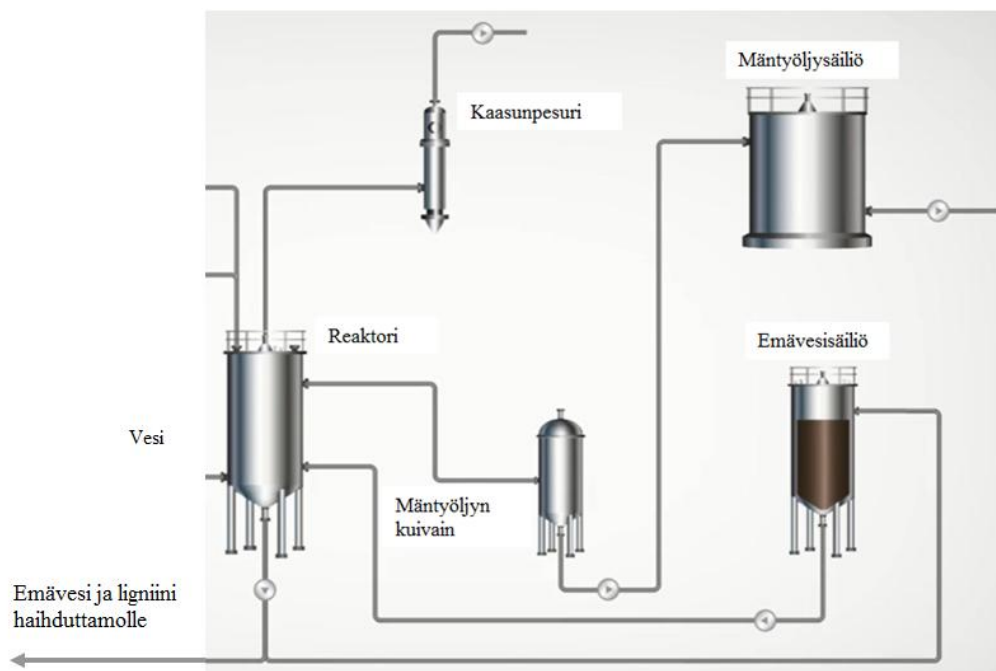 Mäntyöljysäiliö
Kaasunpesuri
Reaktori
Emävesisäiliö
Vesi
Mäntyöljyn
kuivain
Emävesi ja ligniini
haihduttamolle